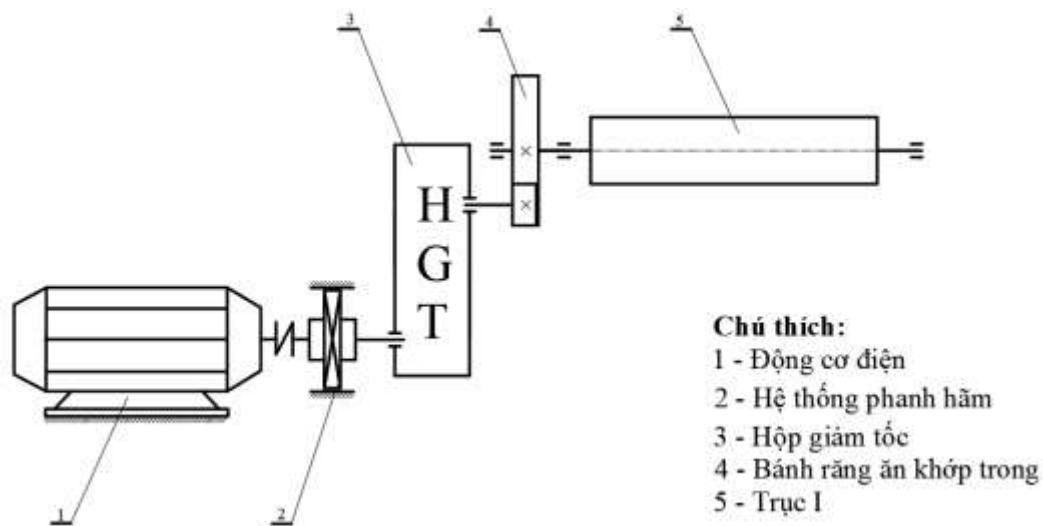 3
4
5
H
G
T
Chú thích:
1 - Động cơ điện
2 - Hệ thống phanh hãm
3 - Hộp giảm tốc
4 - Bánh răng ăn khớp trong
5 - Trục I
1
2